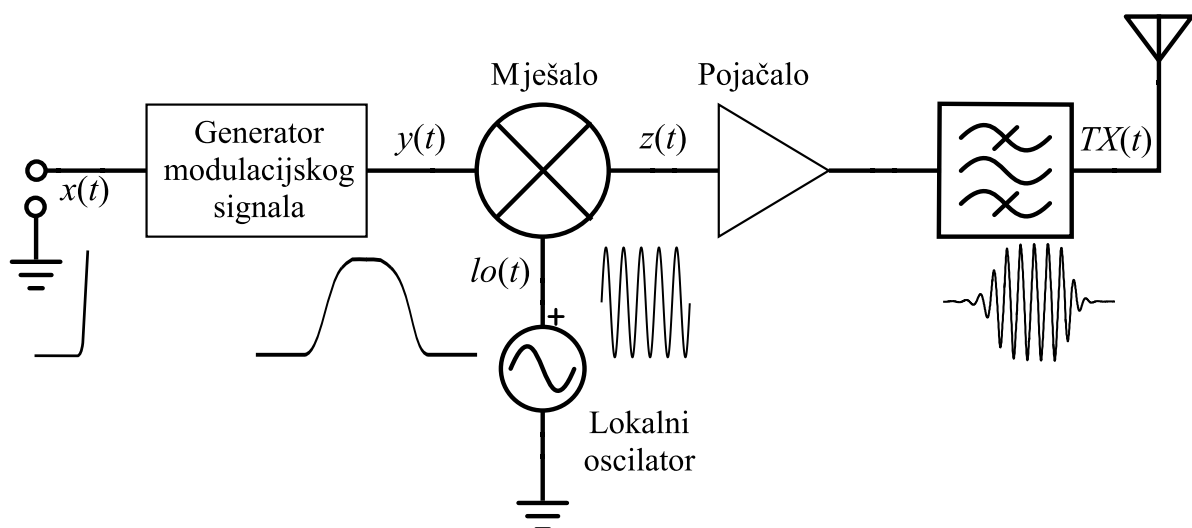 Mješalo
Pojačalo
Generator
modulacijskog
signala
x(t)
y(t)
z(t)
TX(t)
lo(t)
+
Lokalni
oscilator